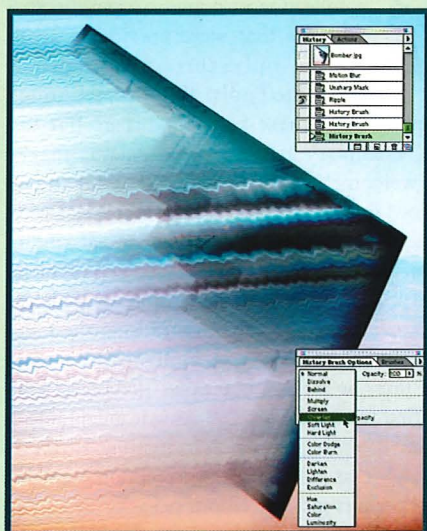 History
Actions
Bomber.jpg
Motion Blur
Unsharp Mask
Ripple
History Brush
History Brush
History Brush
History Brush Options
Brushes
Normal
Opacity: 100 %
Dissolve
Behind
Multiply
Screen
Overlay
pacity
Soft Light
Hard Light
Color Dodge
Color Burn
Darken
Lighten
Difference
Exclusion
Hue
Saturation
Color
Luminosity